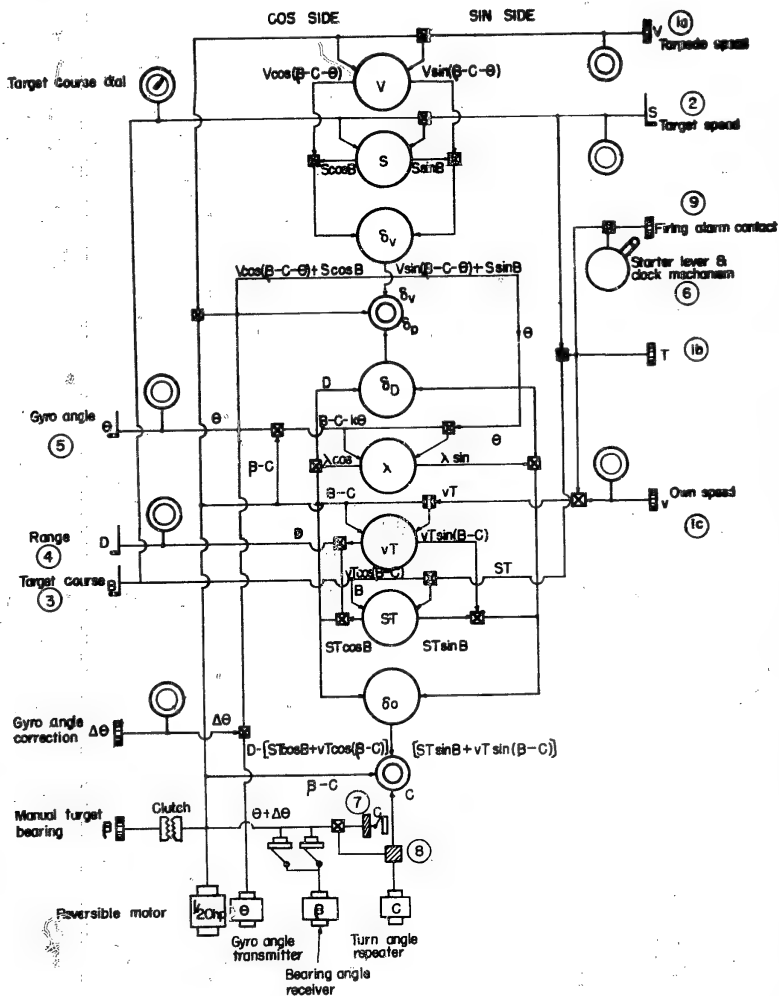 COS SIDE
SIN SIDE
V
1a
Torpedo speed
Target course dial
Vcos(β-C-θ)
V
Vsin(β-C-θ)
S
2
Target speed
S
ScosB
SsinB
δv
9
Firing alarm contact
Starter lever &
clock mechanism
6
Vcos(β-C-θ)+ScosB
Vsin(β-C-θ)+SsinB
δv
δD
θ
T
1b
D
δD
Gyro angle
θ
5
θ
B-C-kθ
θ
λcos
λ
λ sin
β-C
β-C
vT
Own speed
v
1c
Range
D
4
D
vT
vTsin(B-C)
Target course
B
3
vTcos(B-C)
B
ST
ST
STcosB
STsinB
δo
Gyro angle
correction
Δθ
Δθ
D-[STcosB+vTcos(β-C)]
[STsinB+vTsin(B-C)]
β-C
C
Manual turget
bearing
β
Clutch
θ+Δθ
7
C
8
Reversible motor
1/20hp
θ
β
C
Gyro angle
transmitter
Turn angle
repeater
Bearing angle
receiver